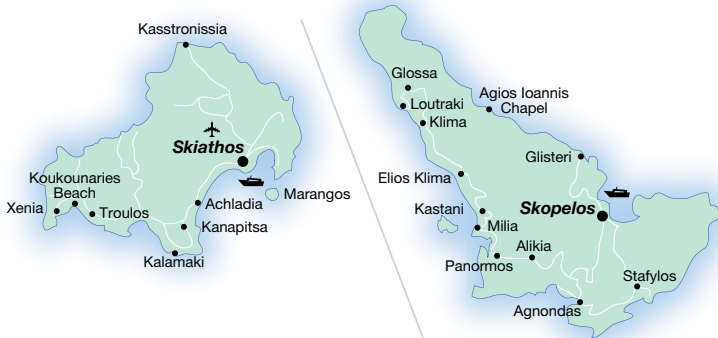 Kasstronissia
Skiathos
Koukounaries
Beach
Xenia
Troulos
Marangos
Achladia
Kanapitsa
Kalamaki
Glossa
Loutraki
Klima
Agios Ioannis
Chapel
Glisteri
Elios Klima
Kastani
Skopelos
Milia
Alikia
Panormos
Stafylos
Agnondas